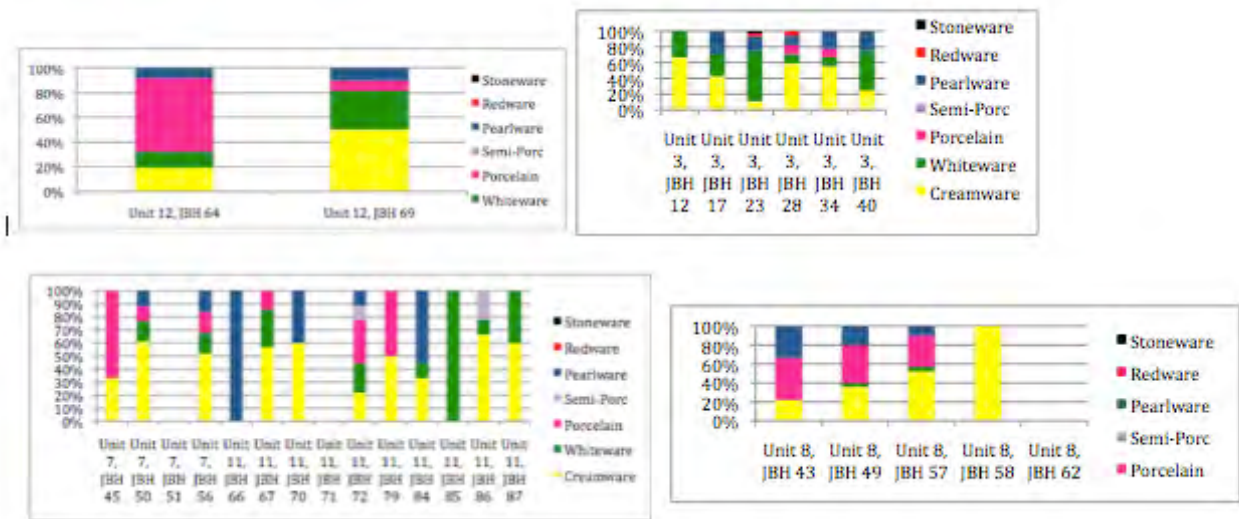 100%
80%
60%
40%
20%
0%
Unit 12, JBH 64
Unit 12, JBH 69
Stoneware
Redware
Pearlware
Semi-Porc
Porcelain
Whiteware
100%
80%
60%
40%
20%
0%
Unit Unit Unit Unit Unit Unit
3, 3, 3, 3, 3, 3,
JBH JBH JBH JBH JBH JBH
12 17 23 28 34 40
Stoneware
Redware
Pearlware
Semi-Porc
Porcelain
Whiteware
Creamware
100%
90%
80%
70%
60%
50%
40%
30%
20%
10%
0%
Unit Unit Unit Unit Unit Unit Unit Unit Unit Unit Unit Unit Unit Unit
7, 7, 7, 7, 11, 11, 11, 11, 11, 11, 11, 11, 11, 11,
JBH JBH JBH JBH JBH JBH JBH JBH JBH JBH JBH JBH JBH JBH
45 50 51 56 66 67 70 71 72 79 84 85 86 87
Stoneware
Redware
Pearlware
Semi-Porc
Porcelain
Whiteware
Creamware
100%
80%
60%
40%
20%
0%
Unit 8, Unit 8, Unit 8, Unit 8, Unit 8,
JBH 43 JBH 49 JBH 57 JBH 58 JBH 62
Stoneware
Redware
Pearlware
Semi-Porc
Porcelain